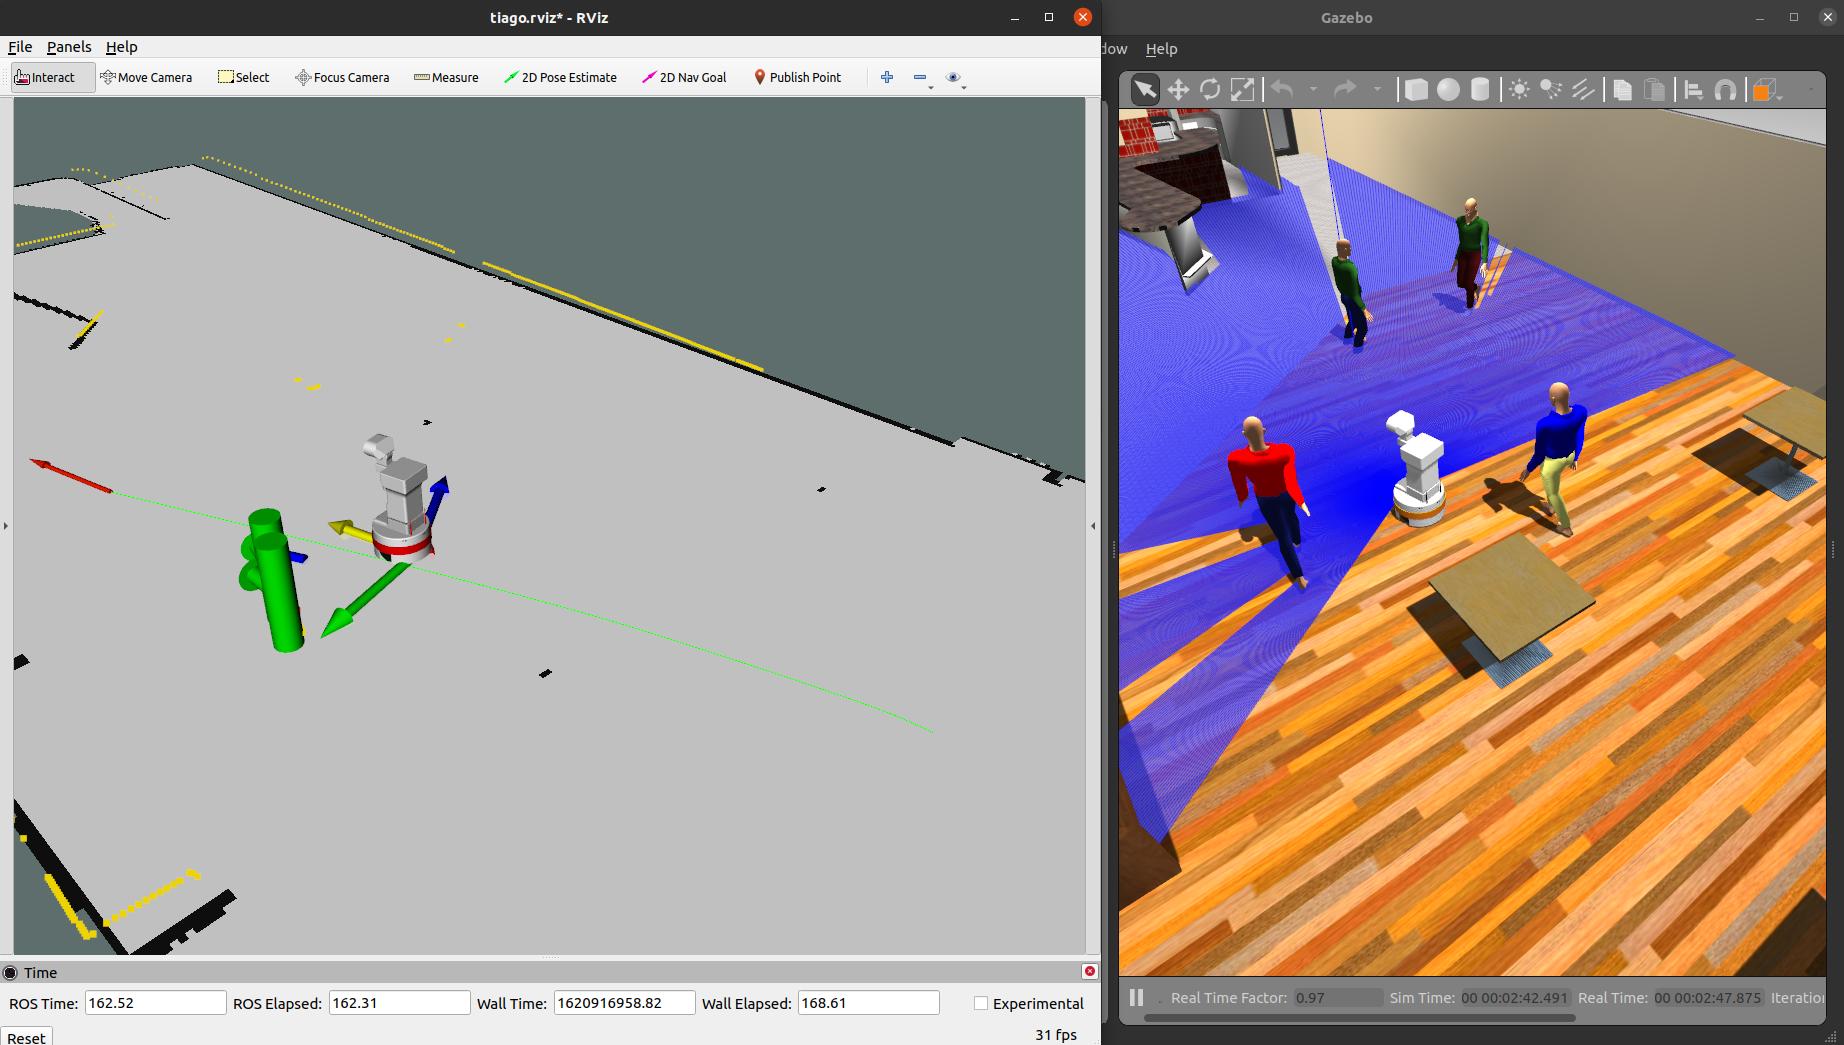 tiago.rviz* - RViz
File Panels Help
Interact Move Camera Select Focus Camera Measure 2D Pose Estimate 2D Nav Goal Publish Point
Time
ROS Time: 162.52 ROS Elapsed: 162.31 Wall Time: 1620916958.82 Wall Elapsed: 168.61 Experimental
Reset 31 fps
Gazebo
dow Help
Real Time Factor: 0.97 Sim Time: 00 00:02:42.491 Real Time: 00 00:02:47.875 Iteratio